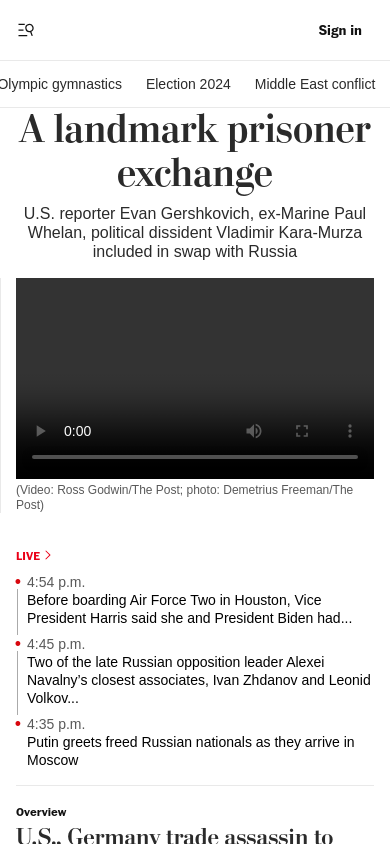 Sign in
Olympic gymnastics Election 2024 Middle East conflict
A landmark prisoner
exchange
U.S. reporter Evan Gershkovich, ex-Marine Paul
Whelan, political dissident Vladimir Kara-Murza
included in swap with Russia
0:00
(Video: Ross Godwin/The Post; photo: Demetrius Freeman/The
Post)
LIVE
4:54 p.m.
Before boarding Air Force Two in Houston, Vice
President Harris said she and President Biden had...
4:45 p.m.
Two of the late Russian opposition leader Alexei
Navalny’s closest associates, Ivan Zhdanov and Leonid
Volkov...
4:35 p.m.
Putin greets freed Russian nationals as they arrive in
Moscow
Overview
U.S., Germany trade assassin to